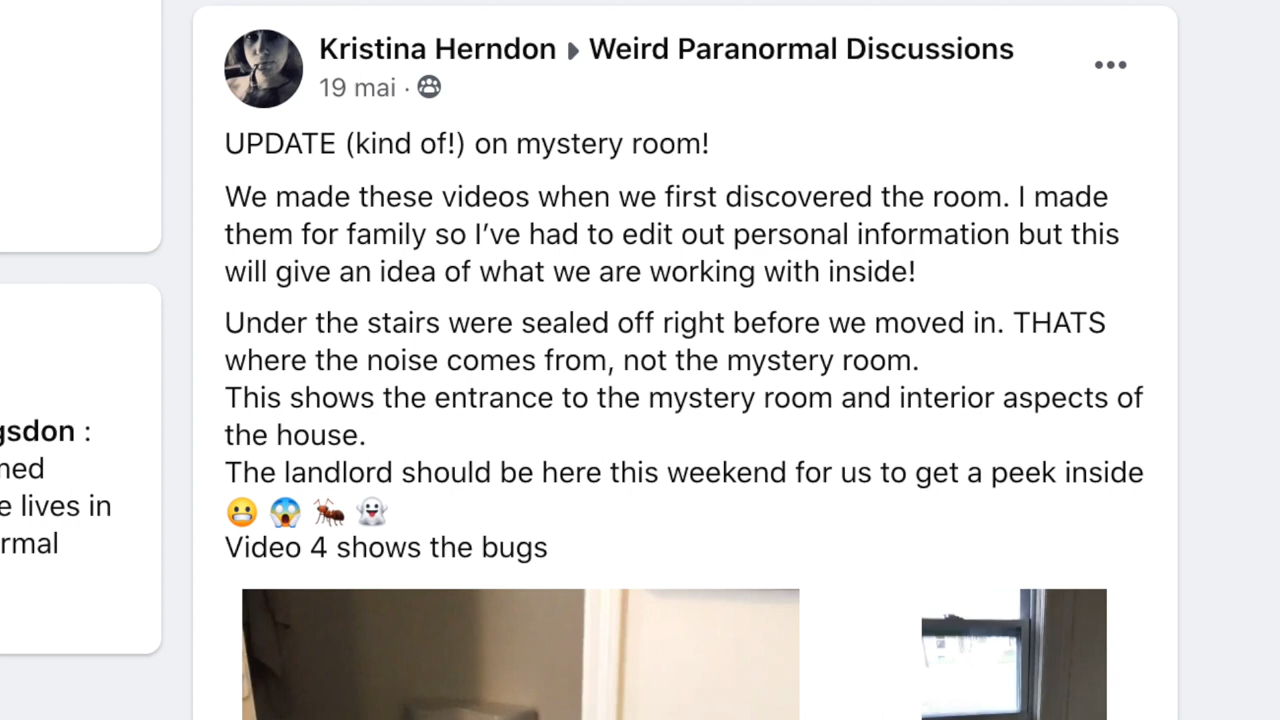 Kristina Herndon ▸ Weird Paranormal Discussions
19 mai ·
UPDATE (kind of!) on mystery room!
We made these videos when we first discovered the room. I made
them for family so I’ve had to edit out personal information but this
will give an idea of what we are working with inside!
Under the stairs were sealed off right before we moved in. THATS
where the noise comes from, not the mystery room.
This shows the entrance to the mystery room and interior aspects of
the house.
The landlord should be here this weekend for us to get a peek inside
😬 😱 🐜 👻
Video 4 shows the bugs
gsdon :
ned
e lives in
rmal